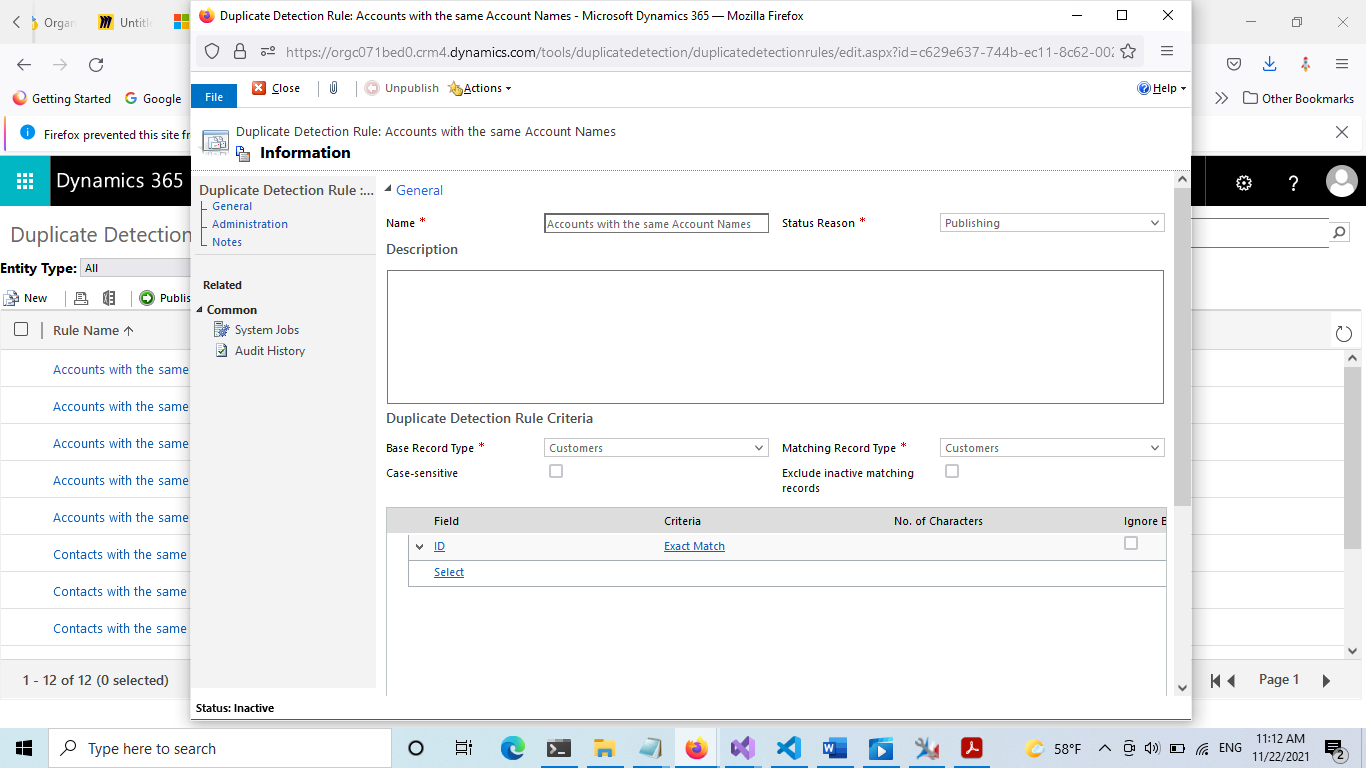 Organ
Untitl
Duplicate Detection Rule: Accounts with the same Account Names - Microsoft Dynamics 365 — Mozilla Firefox
https://orgc071bed0.crm4.dynamics.com/tools/duplicatedetection/duplicatedetectionrules/edit.aspx?id=c629e637-744b-ec11-8c62-002
Getting Started
Google
Other Bookmarks
File
Close
Unpublish
Actions
Help
Firefox prevented this site fr
Dynamics 365
Duplicate Detection Rule: Accounts with the same Account Names
Information
Duplicate Detection Rule :...
General
Administration
Notes
Related
Common
System Jobs
Audit History
General
Name *
Accounts with the same Account Names
Status Reason *
Publishing
Description
Duplicate Detection Rule Criteria
Base Record Type *
Customers
Matching Record Type *
Customers
Case-sensitive
Exclude inactive matching
records
Field Criteria No. of Characters Ignore B
ID Exact Match
Select
Status: Inactive
Duplicate Detection
Entity Type: All
New
Publis
Rule Name
Accounts with the same
Accounts with the same
Accounts with the same
Accounts with the same
Accounts with the same
Contacts with the same
Contacts with the same
Contacts with the same
1 - 12 of 12 (0 selected)
Page 1
Type here to search
58°F
ENG
11:12 AM
11/22/2021
2